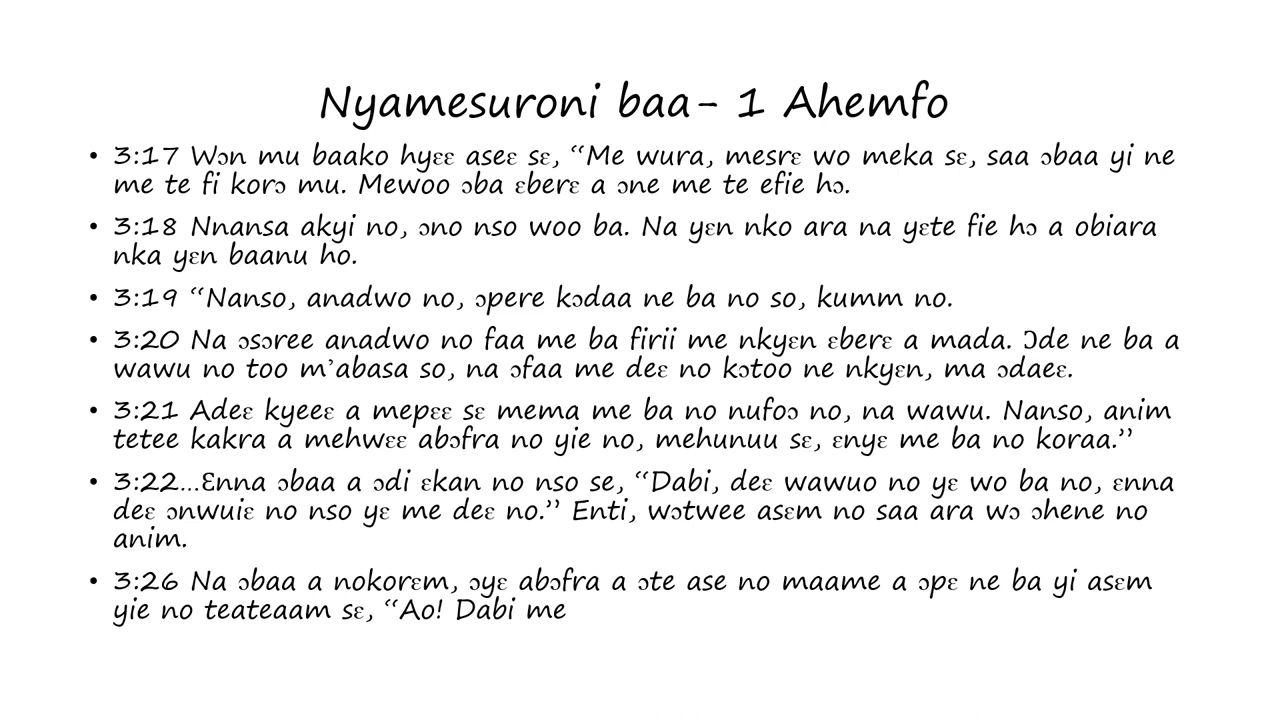 Nyamesuroni baa- 1 Ahemfo
• 3:17 Wɔn mu baako hyɛɛ aseɛ sɛ, “Me wura, mesrɛ wo meka sɛ, saa ɔbaa yi ne
me te fi korɔ mu. Mewoo ɔba ɛberɛ a ɔne me te efie hɔ.
• 3:18 Nnansa akyi no, ɔno nso woo ba. Na yɛn nko ara na yɛte fie hɔ a obiara
nka yɛn baanu ho.
• 3:19 “Nanso, anadwo no, ɔpere kɔdaa ne ba no so, kumm no.
• 3:20 Na ɔsɔree anadwo no faa me ba firii me nkyɛn ɛberɛ a mada. Ɔde ne ba a
wawu no too m’abasa so, na ɔfaa me deɛ no kɔtoo ne nkyɛn, ma ɔdaeɛ.
• 3:21 Adeɛ kyeeɛ a mepɛɛ sɛ mema me ba no nufoɔ no, na wawu. Nanso, anim
tetee kakra a mehwɛɛ abɔfra no yie no, mehunuu sɛ, ɛnyɛ me ba no koraa.”
• 3:22...Ɛnna ɔbaa a ɔdi ɛkan no nso se, “Dabi, deɛ wawuo no yɛ wo ba no, ɛnna
deɛ ɔnwuiɛ no nso yɛ me deɛ no.” Enti, wɔtwee asɛm no saa ara wɔ ɔhene no
anim.
• 3:26 Na ɔbaa a nokorɛm, ɔyɛ abɔfra a ɔte ase no maame a ɔpɛ ne ba yi asɛm
yie no teateaam sɛ, “Ao! Dabi me